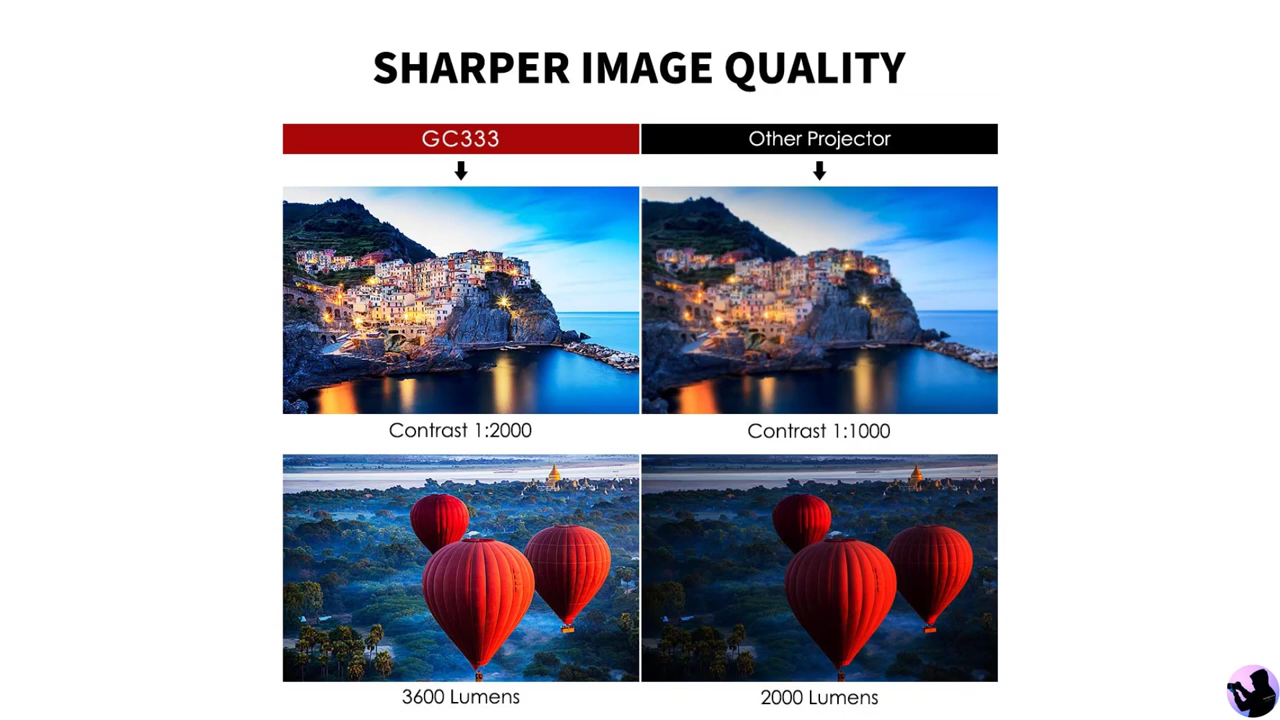 SHARPER IMAGE QUALITY
GC333
Other Projector
Contrast 1:2000
Contrast 1:1000
3600 Lumens
2000 Lumens